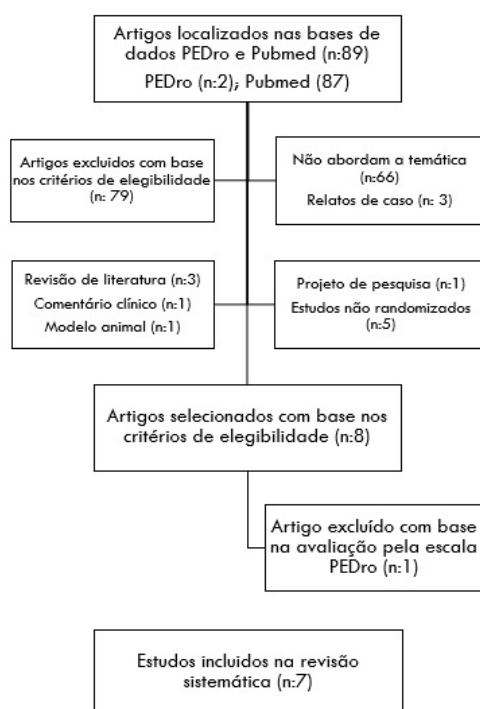 Artigos localizados nas bases de
dados PEDro e Pubmed (n:89)
PEDro (n:2); Pubmed (87)
Artigos excluidos com base
nos critérios de elegibilidade
(n: 79)
Não abordam a temática
(n:66)
Relatos de caso (n: 3)
Revisão de literatura (n:3)
Comentário clínico (n:1)
Modelo animal (n:1)
Projeto de pesquisa (n:1)
Estudos não randomizados
(n:5)
Artigos selecionados com base nos
critérios de elegibilidade (n:8)
Artigo excluído com base
na avaliação pela escala
PEDro (n:1)
Estudos incluidos na revisão
sistemática (n:7)